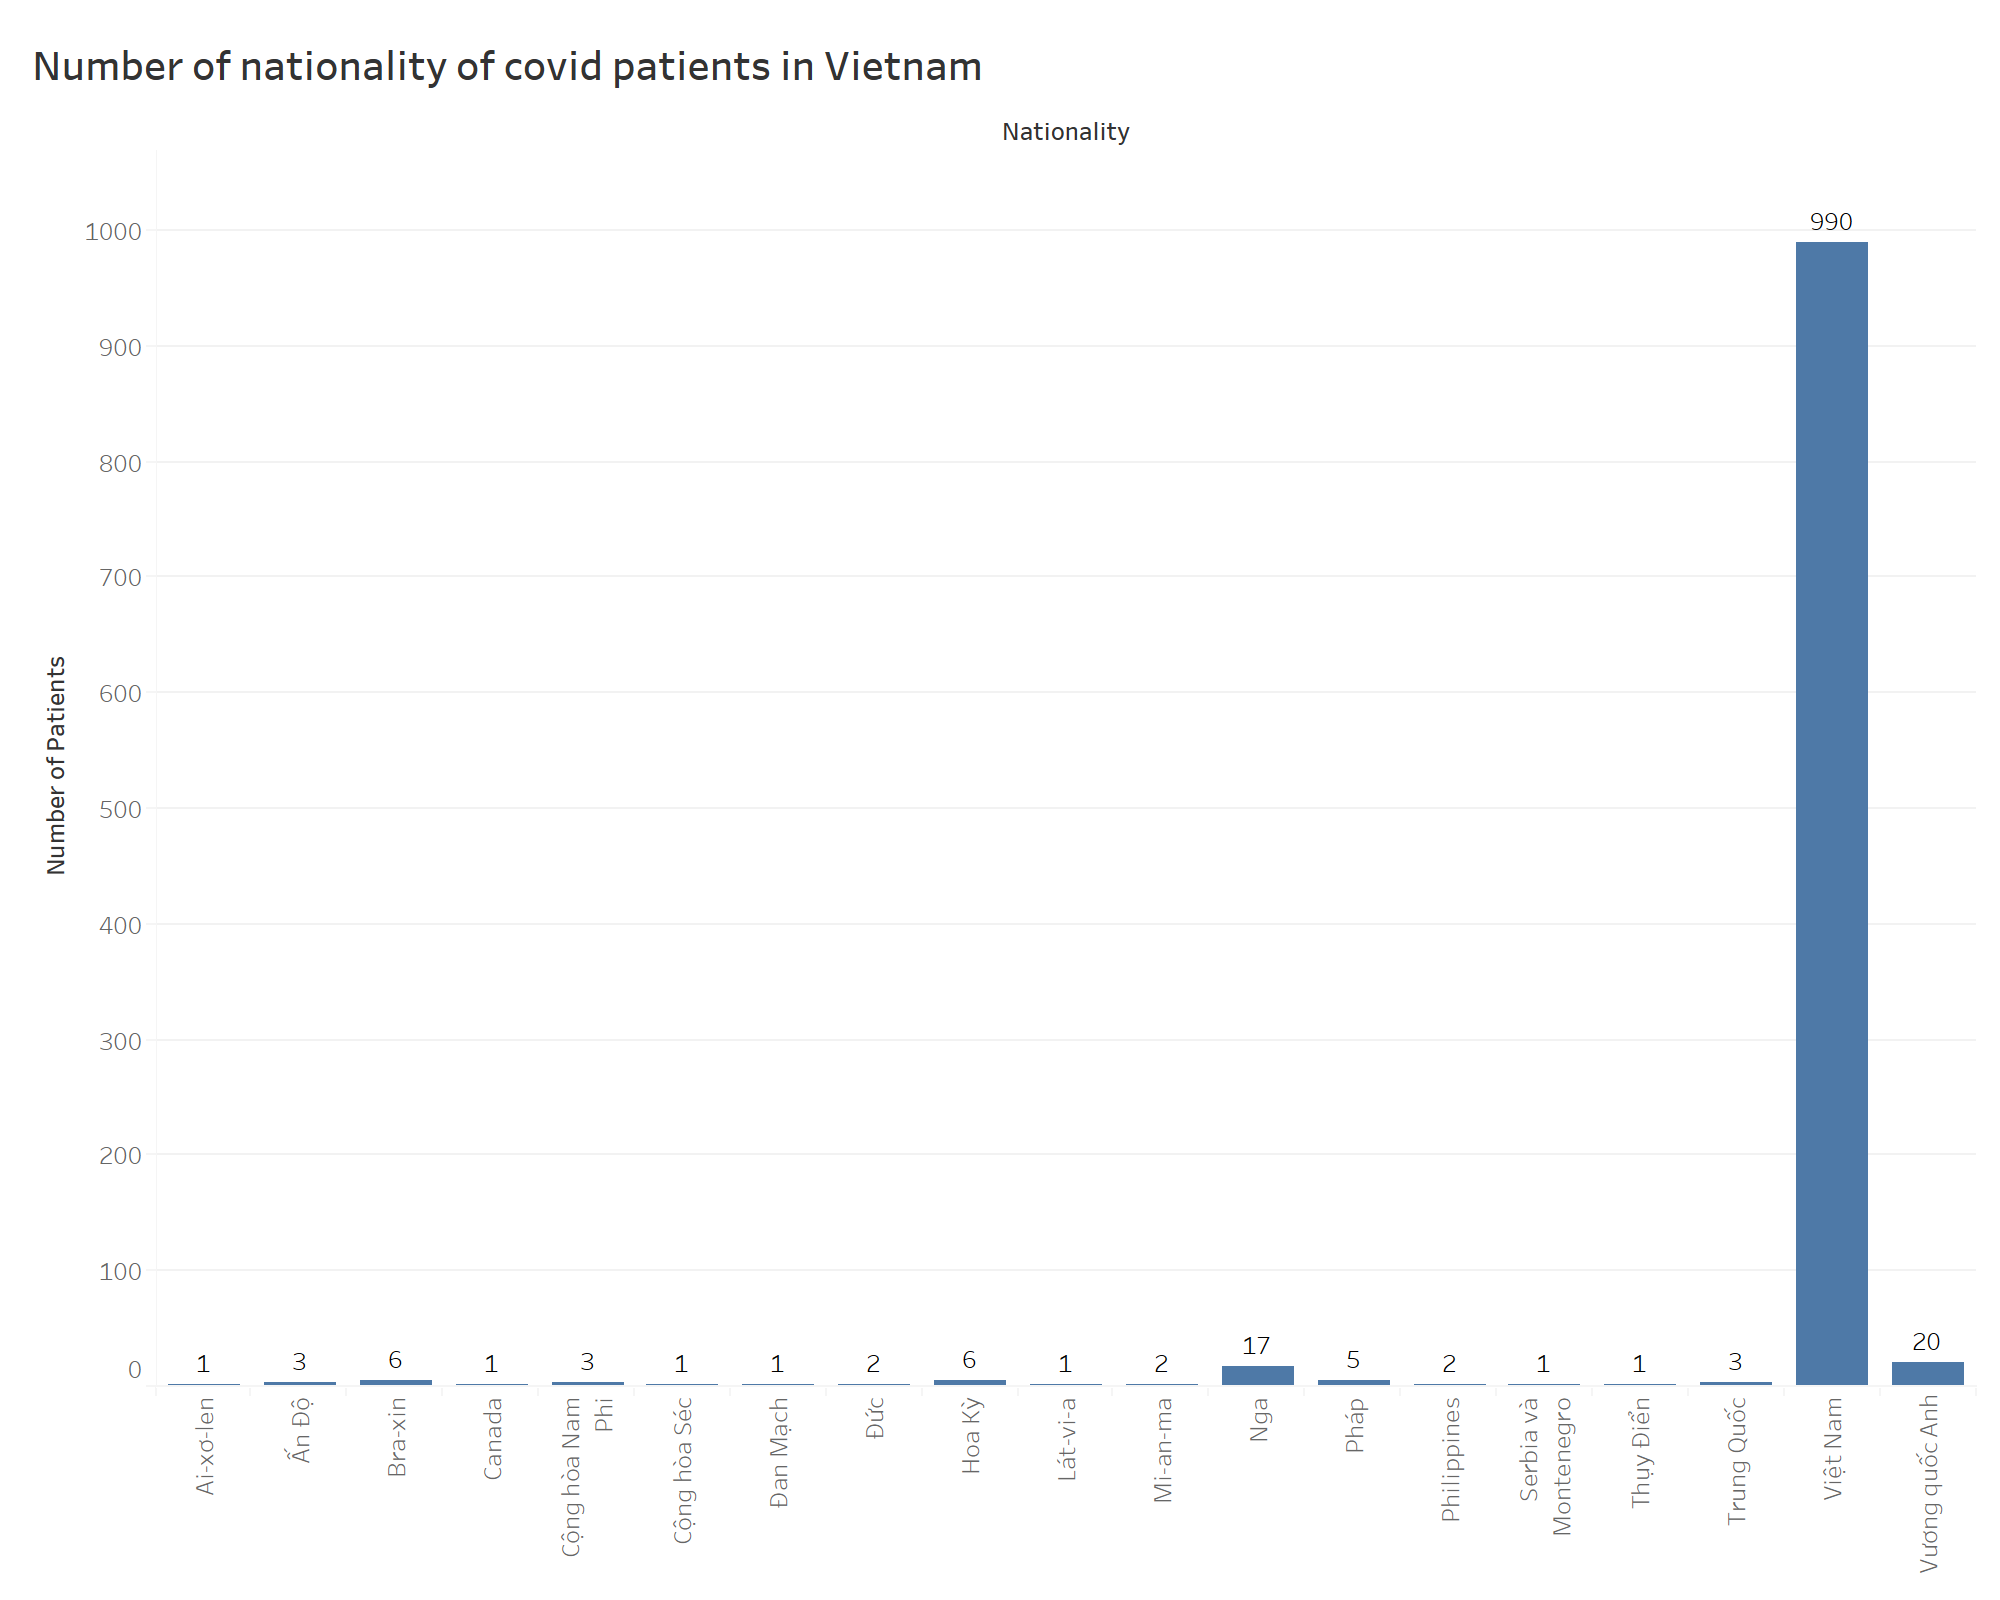 Number of nationality of covid patients in Vietnam
Nationality
Number of Patients
1000
900
800
700
600
500
400
300
200
100
0
1
3
6
1
3
1
1
2
6
1
2
17
5
2
1
1
3
990
20
Ai-xơ-len
Ấn Độ
Bra-xin
Canada
Cộng hòa Nam
Phi
Cộng hòa Séc
Đan Mạch
Đức
Hoa Kỳ
Lát-vi-a
Mi-an-ma
Nga
Pháp
Philippines
Serbia và
Montenegro
Thụy Điển
Trung Quốc
Việt Nam
Vương quốc Anh